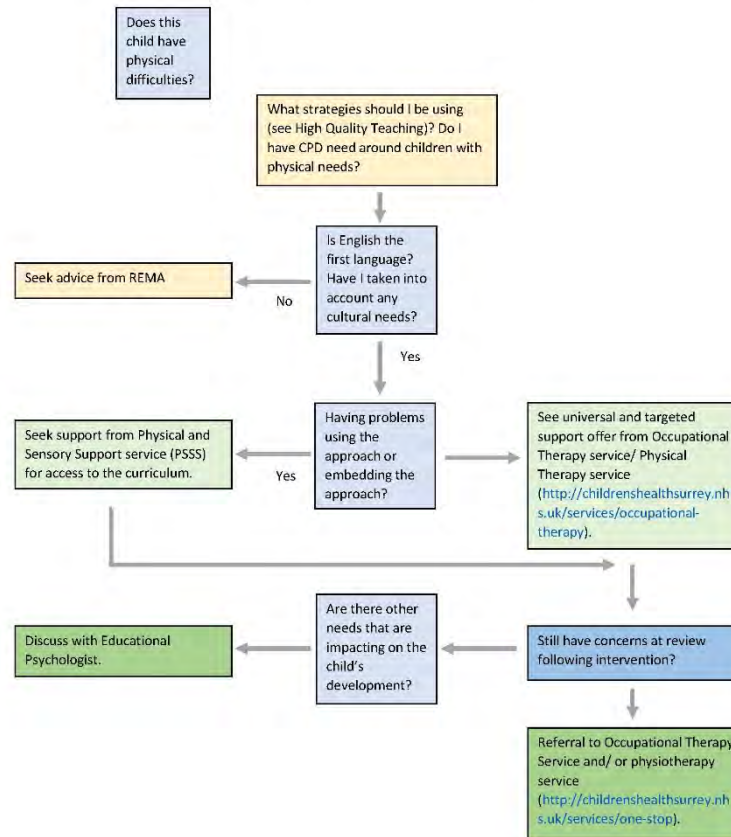 Does this
child have
physical
difficulties?
What strategies should I be using
(see High Quality Teaching)? Do I
have CPD need around children with
physical needs?
Is English the
first language?
Have I taken into
account any
cultural needs?
Seek advice from REMA
No
Yes
Having problems
using the
approach or
embedding the
approach?
Seek support from Physical and
Sensory Support service (PSSS)
for access to the curriculum.
Yes
See universal and targeted
support offer from Occupational
Therapy service/ Physical
Therapy service
(http://childrenshealthsurrey.nh
s.uk/services/occupational-
therapy).
Are there other
needs that are
impacting on the
child's
development?
Discuss with Educational
Psychologist.
Still have concerns at review
following intervention?
Referral to Occupational Therapy
Service and/ or physiotherapy
service
(http://childrenshealthsurrey.nh
s.uk/services/one-stop).